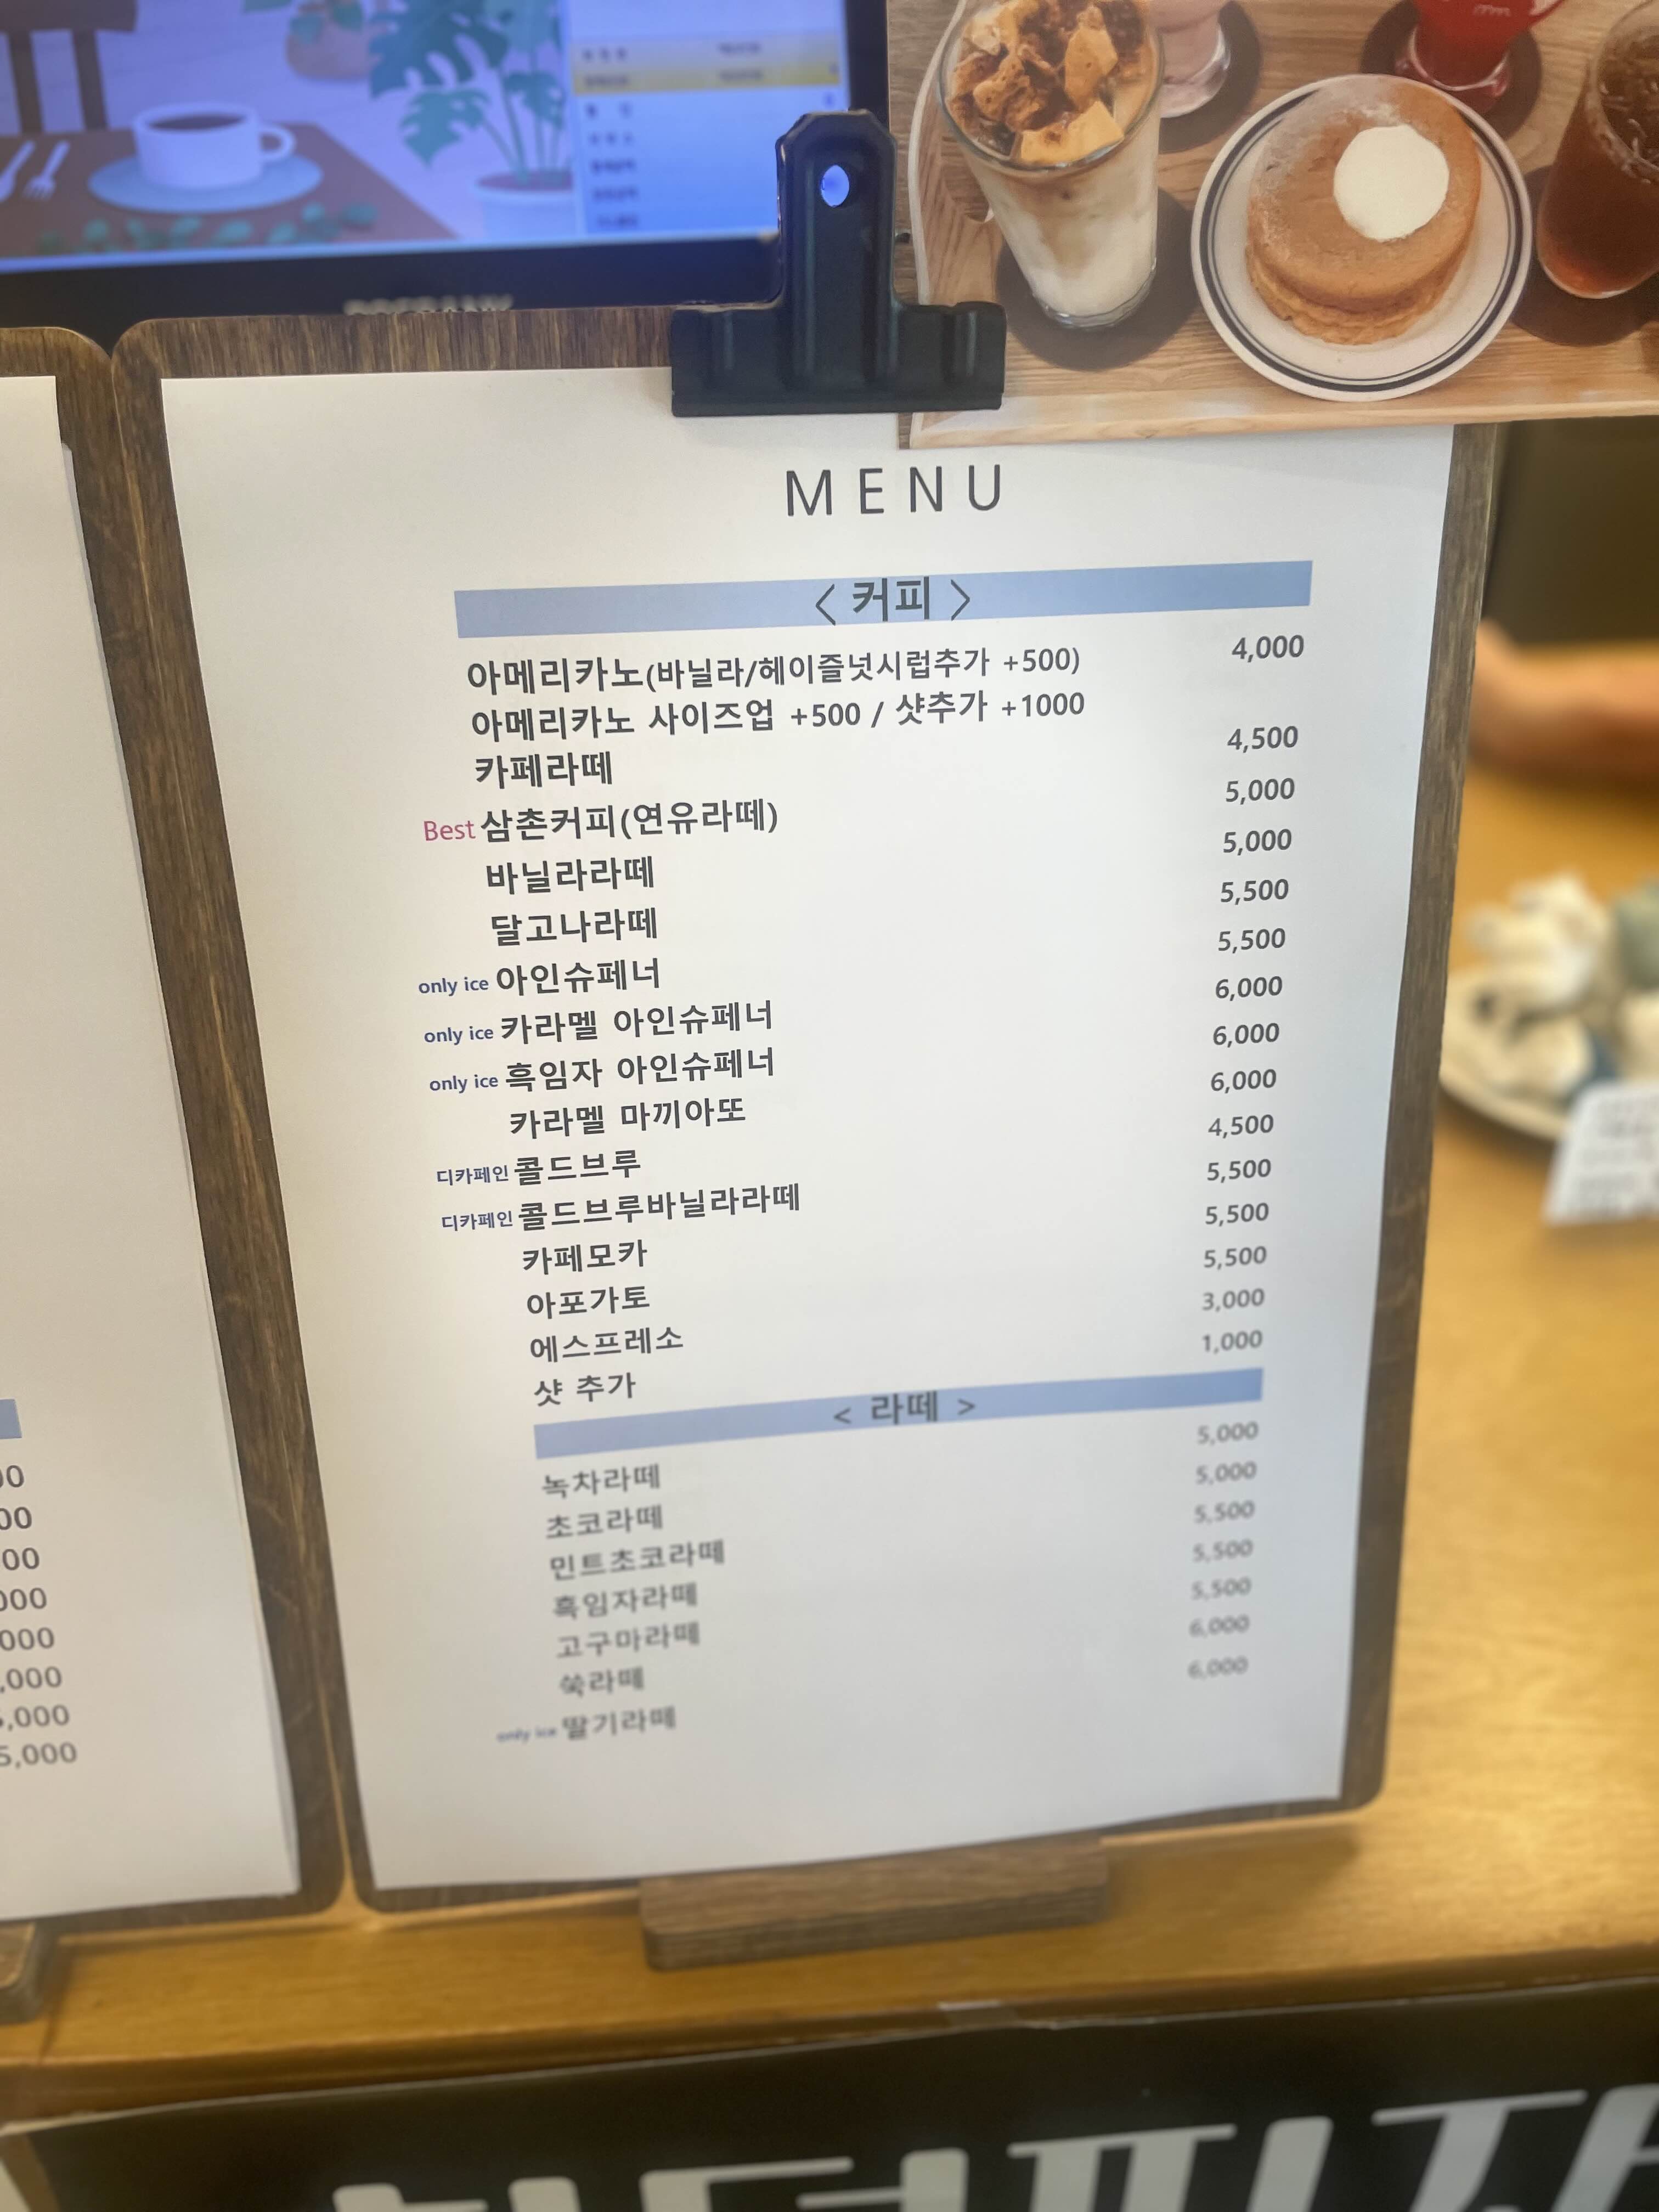 MENU
< 커피 >
아메리카노(바닐라/헤이즐넛시럽추가 +500) 4,000
아메리카노 사이즈업 +500 / 샷추가 +1000
카페라떼 4,500
Best 삼촌커피(연유라떼) 5,000
바닐라라떼 5,000
달고나라떼 5,500
only ice 아인슈페너 5,500
only ice 카라멜 아인슈페너 6,000
only ice 흑임자 아인슈페너 6,000
카라멜 마끼아또 6,000
디카페인 콜드브루 4,500
디카페인 콜드브루바닐라라떼 5,500
카페모카 5,500
아포가토 5,500
에스프레소 3,000
샷 추가 1,000
< 라떼 >
녹차라떼 5,000
초코라떼 5,000
민트초코라떼 5,500
흑임자라떼 5,500
고구마라떼 5,500
쑥라떼 6,000
only ice 딸기라떼 6,000